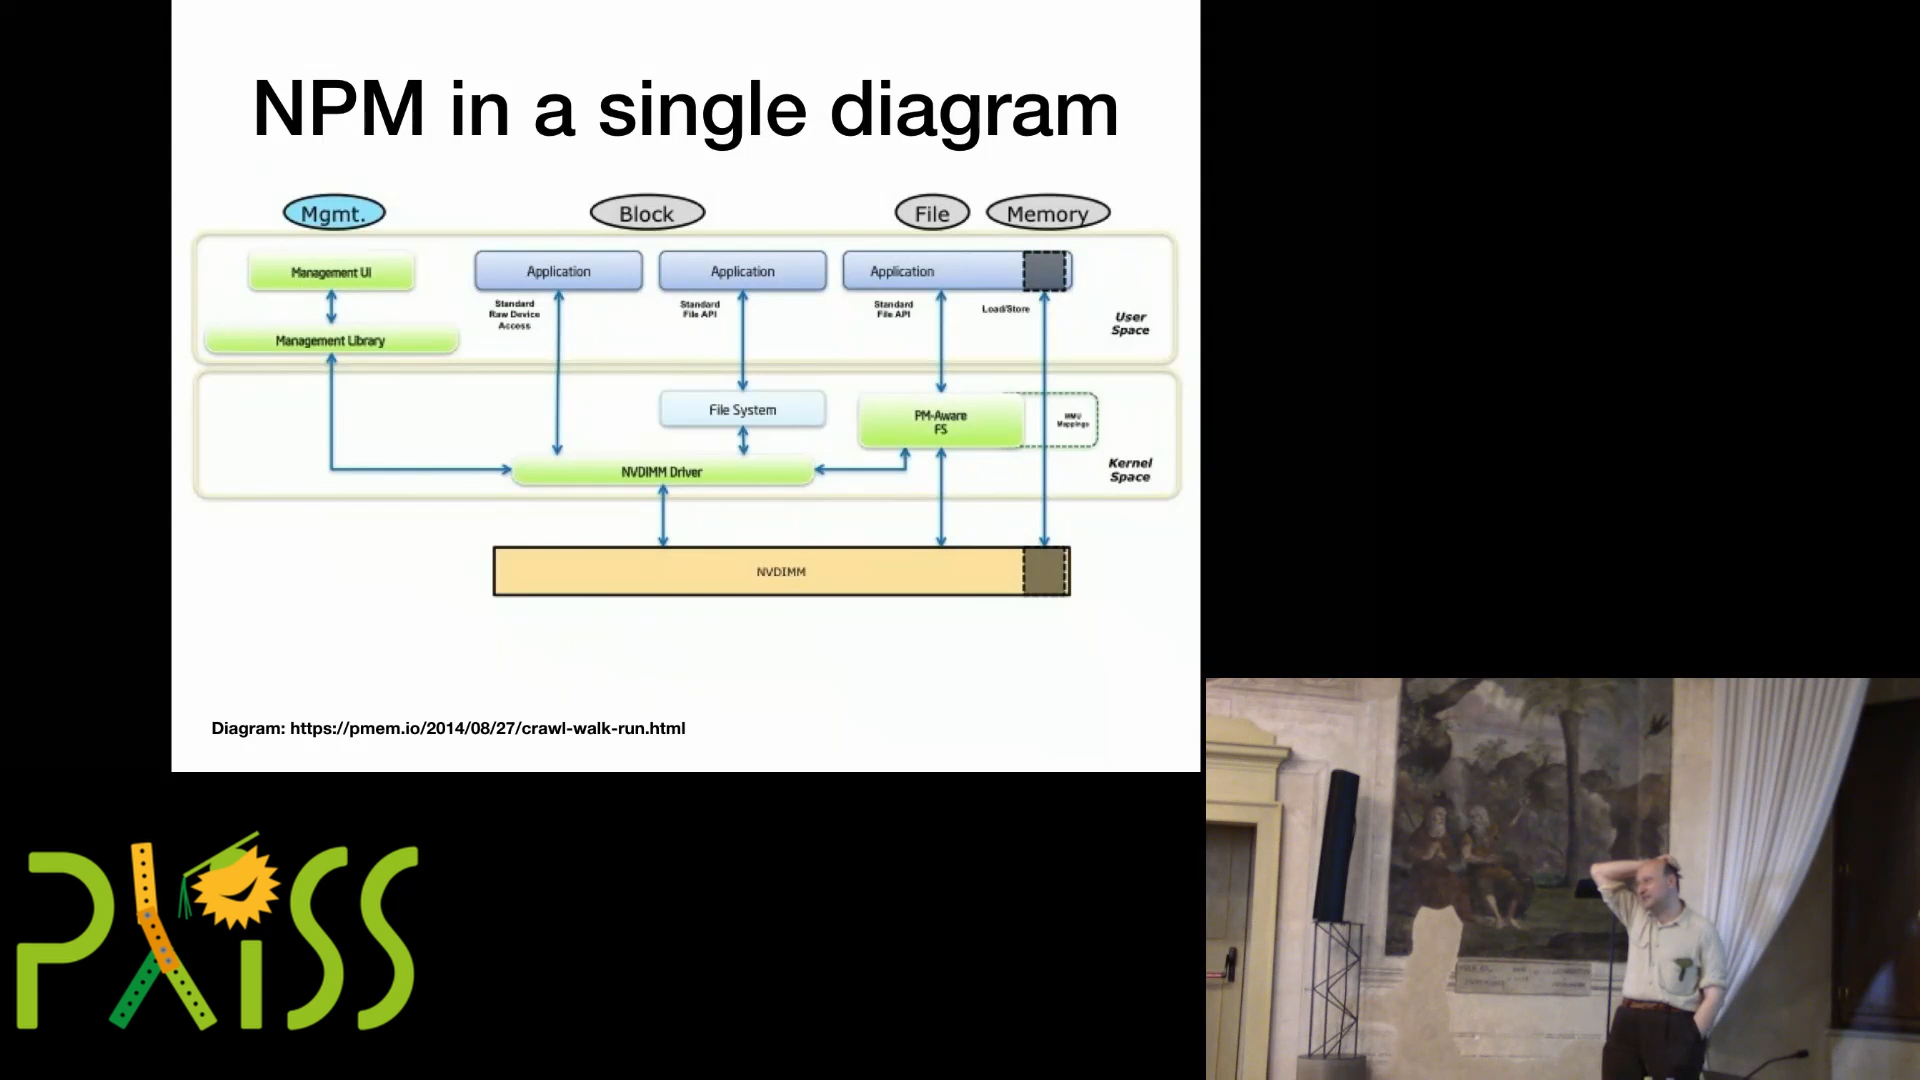 NPM in a single diagram
Mgmt.
Block
File
Memory
Management UI
Application
Application
Application
Standard
Raw Device
Access
Standard
File API
Standard
File API
Load/Store
User
Space
Management Library
File System
PM-Aware
FS
MMU
Mappings
Kernel
Space
NVDIMM Driver
NVDIMM
Diagram: https://pmem.io/2014/08/27/crawl-walk-run.html
PXiSS